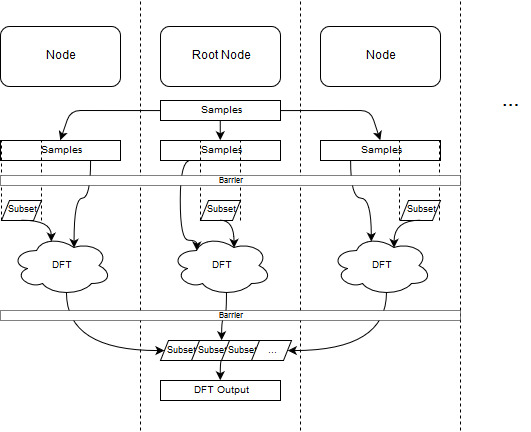 Node
Root Node
Node
...
Samples
Samples
Samples
Samples
Barrier
Subset
Subset
Subset
DFT
DFT
DFT
Barrier
Subset
Subset
Subset
...
DFT Output